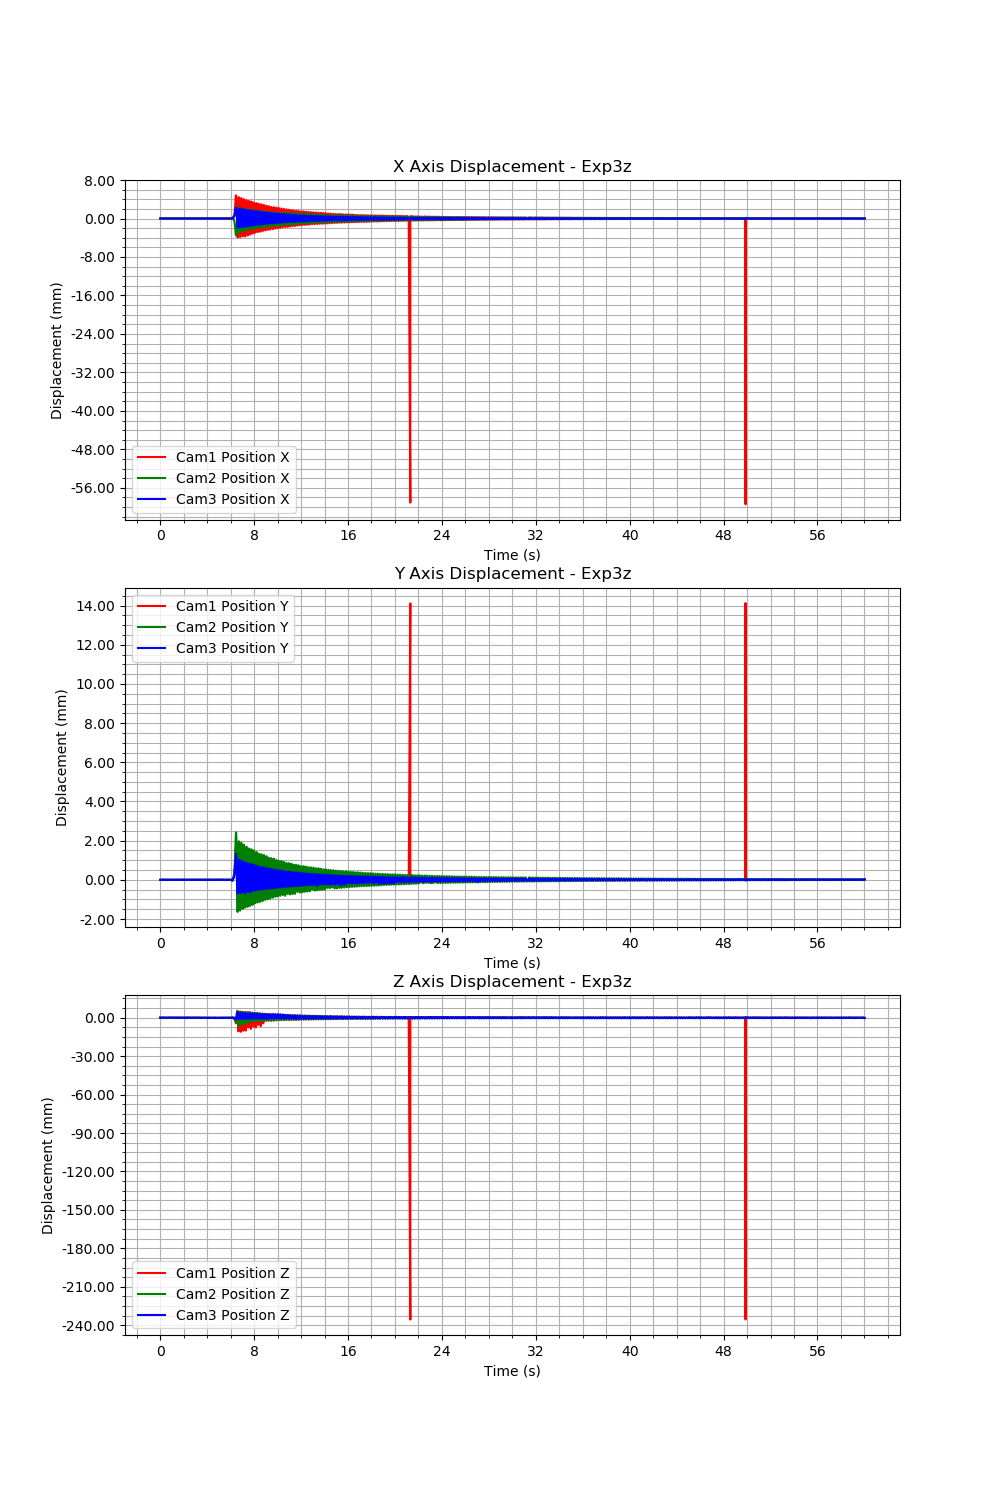 X Axis Displacement - Exp3z
8.00
0.00
-8.00
-16.00
-24.00
-32.00
-40.00
-48.00
-56.00
Displacement (mm)
Cam1 Position X
Cam2 Position X
Cam3 Position X
0 8 16 24 32 40 48 56
Time (s)
Y Axis Displacement - Exp3z
14.00
12.00
10.00
8.00
6.00
4.00
2.00
0.00
-2.00
Displacement (mm)
Cam1 Position Y
Cam2 Position Y
Cam3 Position Y
0 8 16 24 32 40 48 56
Time (s)
Z Axis Displacement - Exp3z
0.00
-30.00
-60.00
-90.00
-120.00
-150.00
-180.00
-210.00
-240.00
Displacement (mm)
Cam1 Position Z
Cam2 Position Z
Cam3 Position Z
0 8 16 24 32 40 48 56
Time (s)